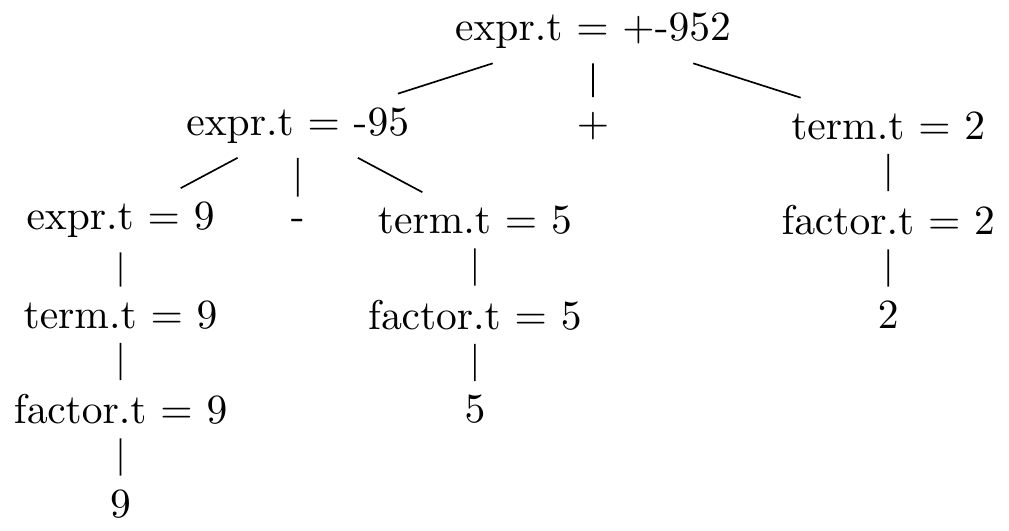 expr.t = +-952
expr.t = -95 + term.t = 2
expr.t = 9 - term.t = 5 factor.t = 2
term.t = 9 factor.t = 5 2
factor.t = 9 5
9